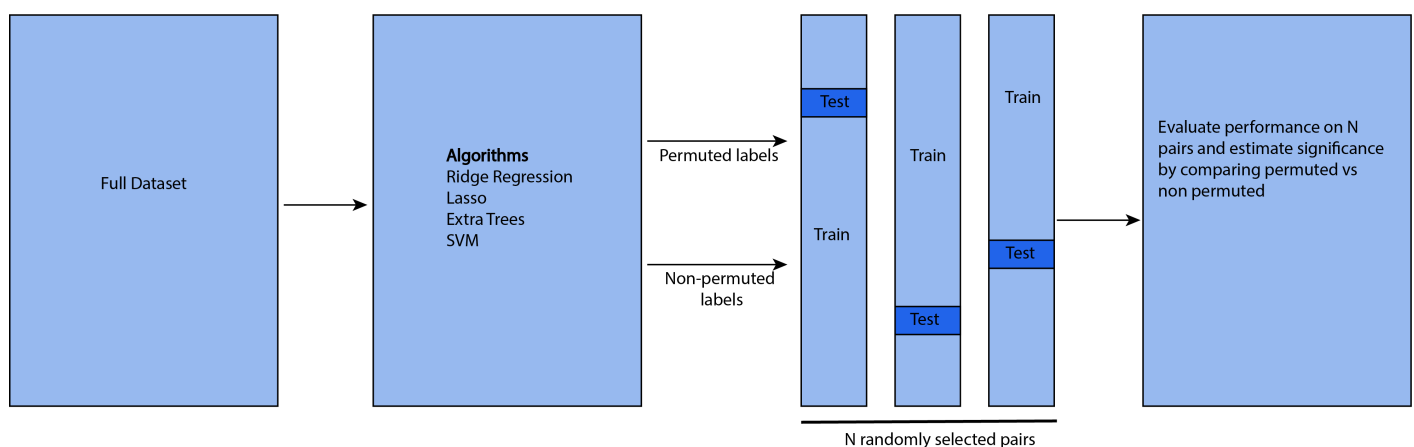 Full Dataset
Algorithms
Ridge Regression
Lasso
Extra Trees
SVM
Permuted labels
Non-permuted
labels
Test
Train
Train
Test
Train
Test
N randomly selected pairs
Evaluate performance on N
pairs and estimate significance
by comparing permuted vs
non permuted